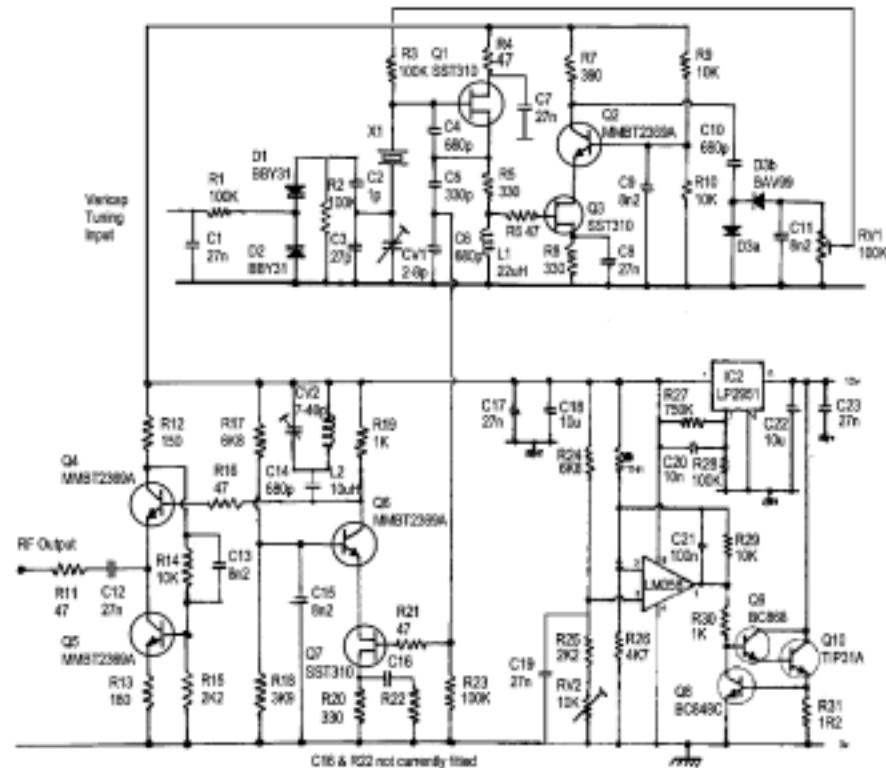 R3
100K
Q1
SST310
R4
47
R7
390
R9
10K
C7
27n
Q2
MMBT2369A
C10
680p
X1
C4
680p
D3b
BAV99
D1
BBY31
R1
100K
R2
100K
C2
1p
C5
330p
R5
330
C9
8n2
R10
10K
Varicap
Tuning
Input
Q3
SST310
R6 47
C11
8n2
RV1
100K
C1
27n
D2
BBY31
C3
27p
CV1
2-8p
C6
680p
L1
22uH
R8
330
C8
27n
D3a
IC2
LP2951
R12
150
R17
6K8
CV2
7-40p
R19
1K
C17
27n
C18
10u
R27
750K
C22
10u
C23
27n
Q4
MMBT2369A
R16
47
C14
680p
L2
10uH
R24
6K8
C20
10n
R28
100K
Q6
MMBT2369A
RF Output
R14
10K
C13
8n2
C21
100n
R29
10K
R11
47
C12
27n
C15
8n2
R21
47
R30
1K
Q9
BC868
Q10
TIP31A
Q5
MMBT2369A
Q7
SST310
C16
C19
27n
R25
2K2
R26
4K7
R13
180
R15
2K2
R18
3K9
R20
330
R22
R23
100K
RV2
10K
Q8
BC848C
R31
1R2
C16 & R22 not currently fitted